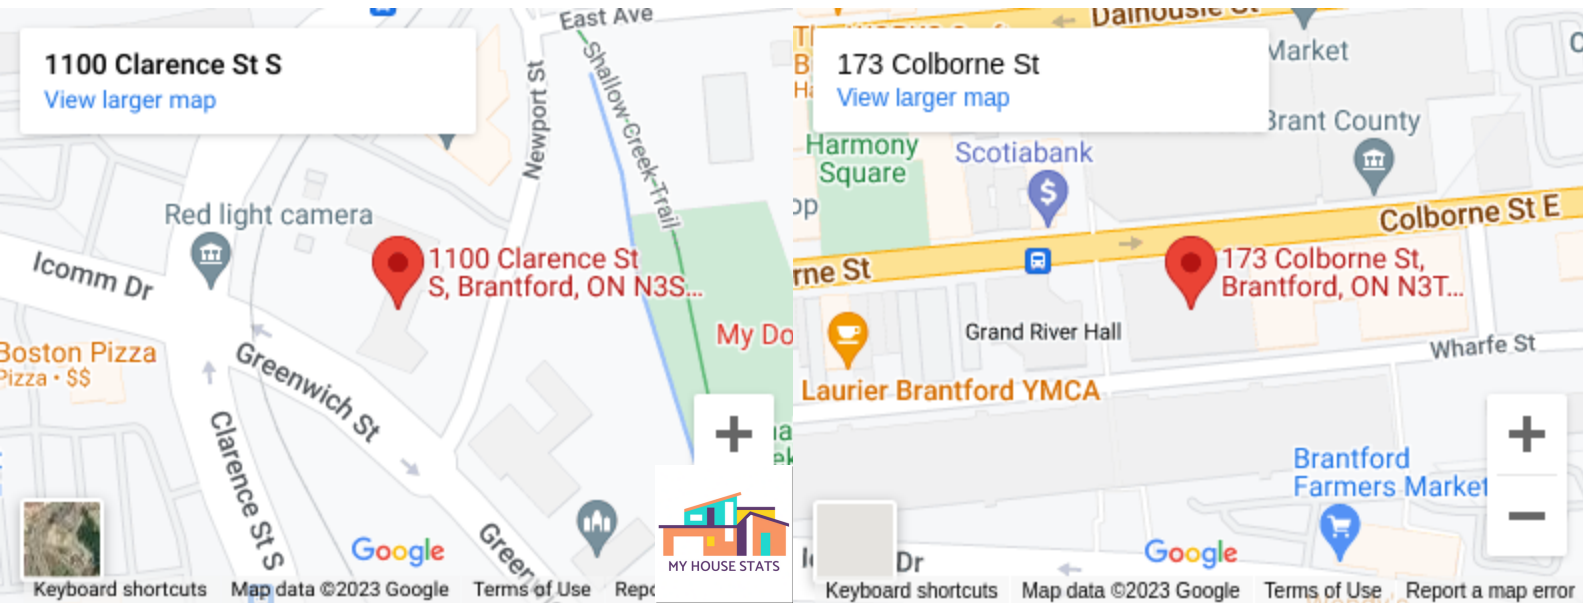 East Ave
1100 Clarence St S
View larger map
Newport St
Shallow-Creek-Trail
Red light camera
Icomm Dr
1100 Clarence St
S, Brantford, ON N3S...
My Do
Boston Pizza
Pizza • $$
Greenwich St
Clarence St S
Google
MY HOUSE STATS
Keyboard shortcuts
Map data ©2023 Google
Terms of Use
Dalhousie St
173 Colborne St
View larger map
Market
Brant County
Harmony
Square
Scotiabank
Colborne St E
rne St
173 Colborne St,
Brantford, ON N3T...
Grand River Hall
Wharfe St
Laurier Brantford YMCA
Brantford
Farmers Market
Dr
Google
Keyboard shortcuts
Map data ©2023 Google
Terms of Use
Report a map error